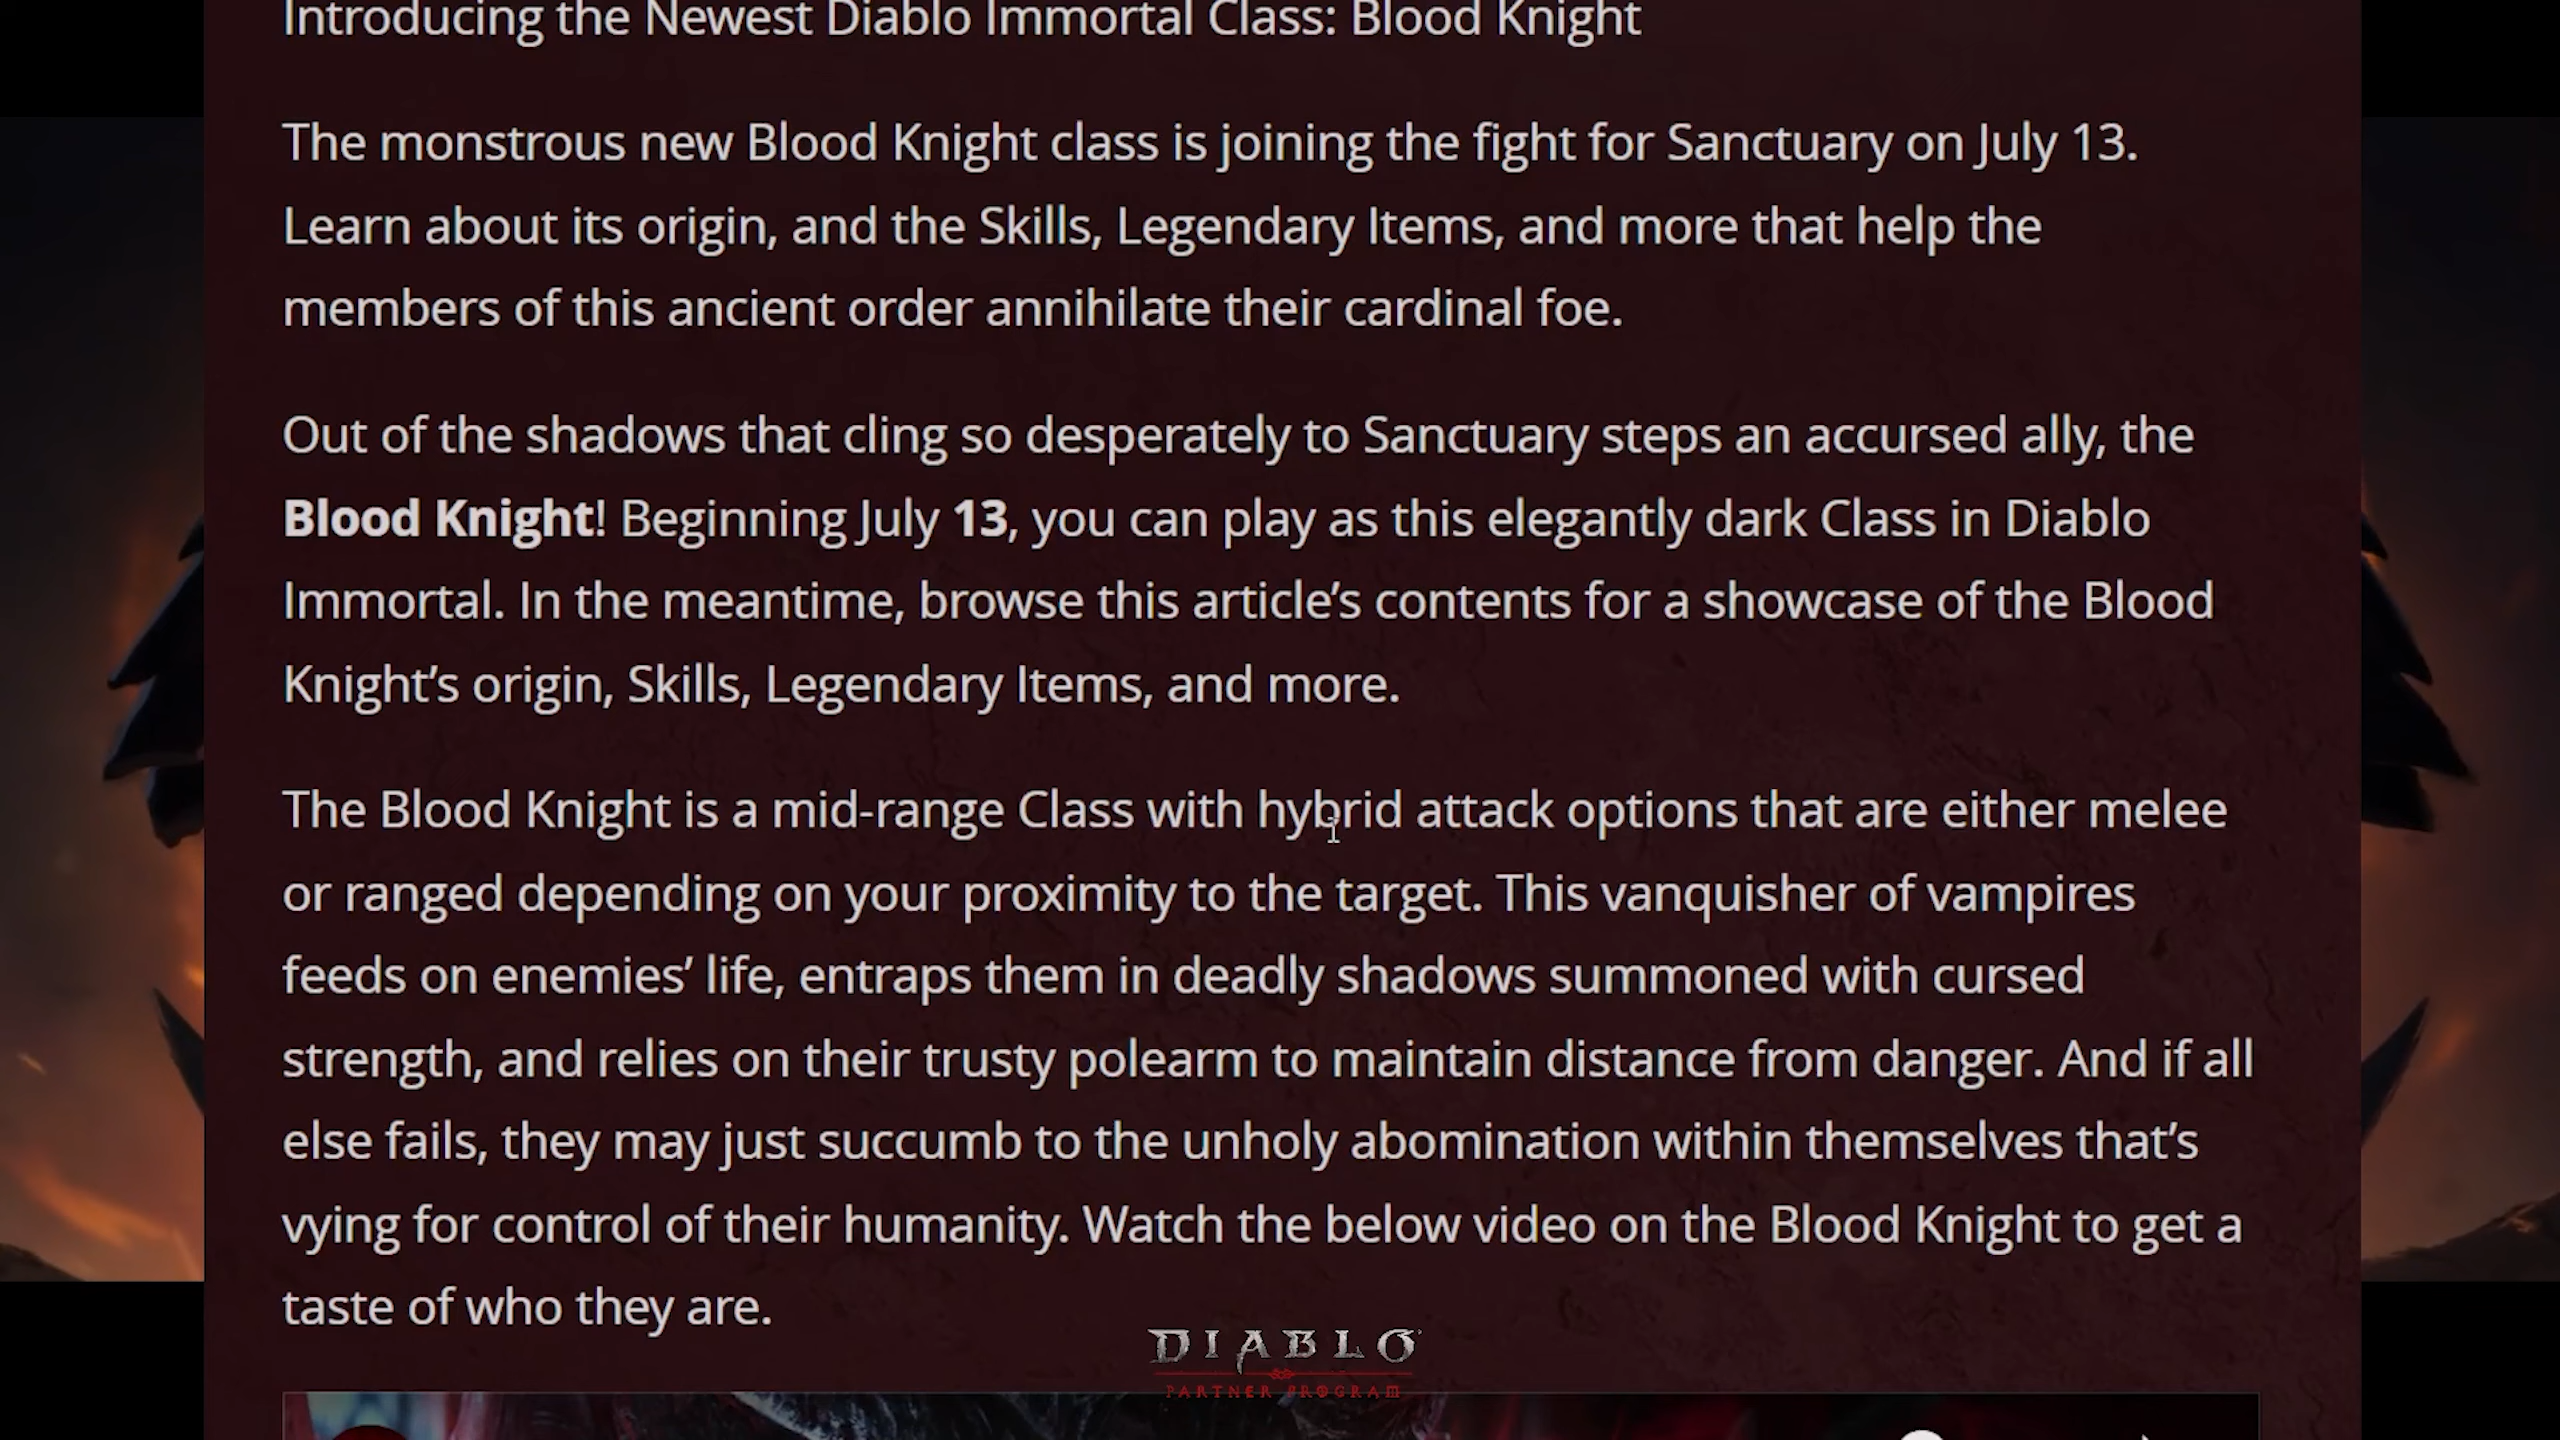 Introducing the Newest Diablo Immortal Class: Blood Knight
The monstrous new Blood Knight class is joining the fight for Sanctuary on July 13.
Learn about its origin, and the Skills, Legendary Items, and more that help the
members of this ancient order annihilate their cardinal foe.
Out of the shadows that cling so desperately to Sanctuary steps an accursed ally, the
Blood Knight! Beginning July 13, you can play as this elegantly dark Class in Diablo
Immortal. In the meantime, browse this article’s contents for a showcase of the Blood
Knight’s origin, Skills, Legendary Items, and more.
The Blood Knight is a mid-range Class with hybrid attack options that are either melee
or ranged depending on your proximity to the target. This vanquisher of vampires
feeds on enemies’ life, entraps them in deadly shadows summoned with cursed
strength, and relies on their trusty polearm to maintain distance from danger. And if all
else fails, they may just succumb to the unholy abomination within themselves that’s
vying for control of their humanity. Watch the below video on the Blood Knight to get a
taste of who they are.
DIABLO
PARTNER PROGRAM